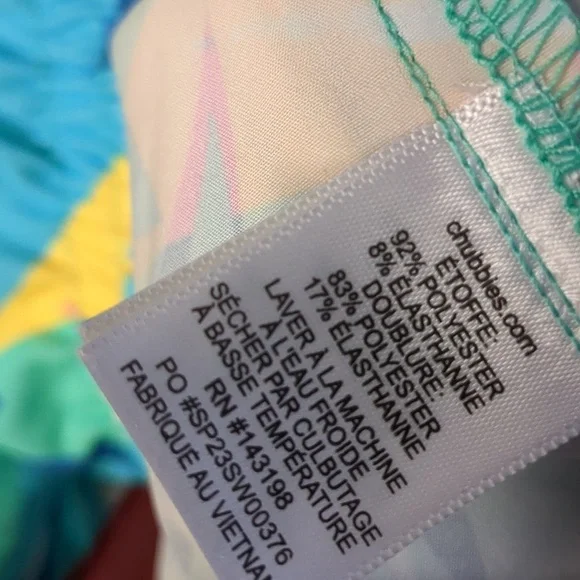 chubbies.com
ÉTOFFE:
92% POLYESTER
8% ÉLASTHANNE
DOUBLURE:
83% POLYESTER
17% ÉLASTHANNE
LAVER À LA MACHINE
À L'EAU FROIDE
SÉCHER PAR CULBUTAGE
À BASSE TEMPÉRATURE
RN #143198
PO #SP23SW00376
FABRIQUÉ AU VIETNAM